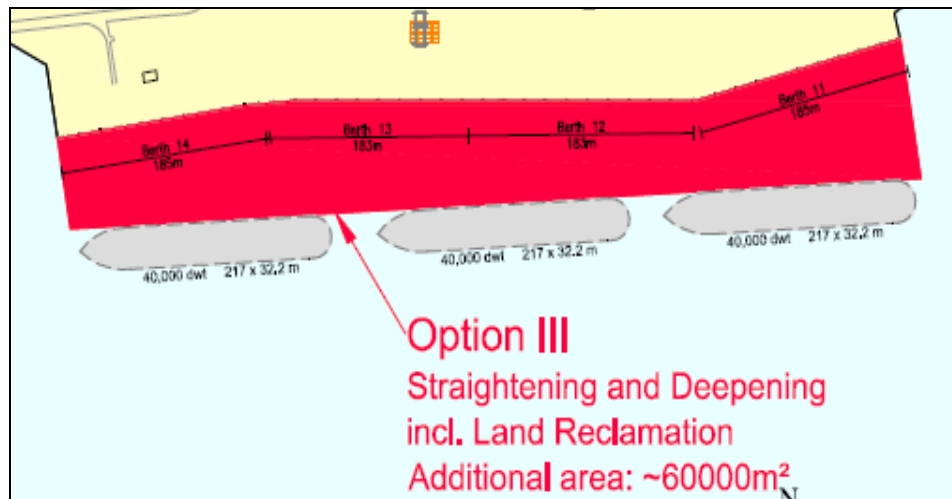 Berth 11
185m
Berth 14
185m
Berth 13
183m
Berth 12
183m
40,000 dwt 217 x 32.2 m
40,000 dwt 217 x 32.2 m
40,000 dwt 217 x 32.2 m
Option III
Straightening and Deepening
incl. Land Reclamation
Additional area: ~60000m²
N